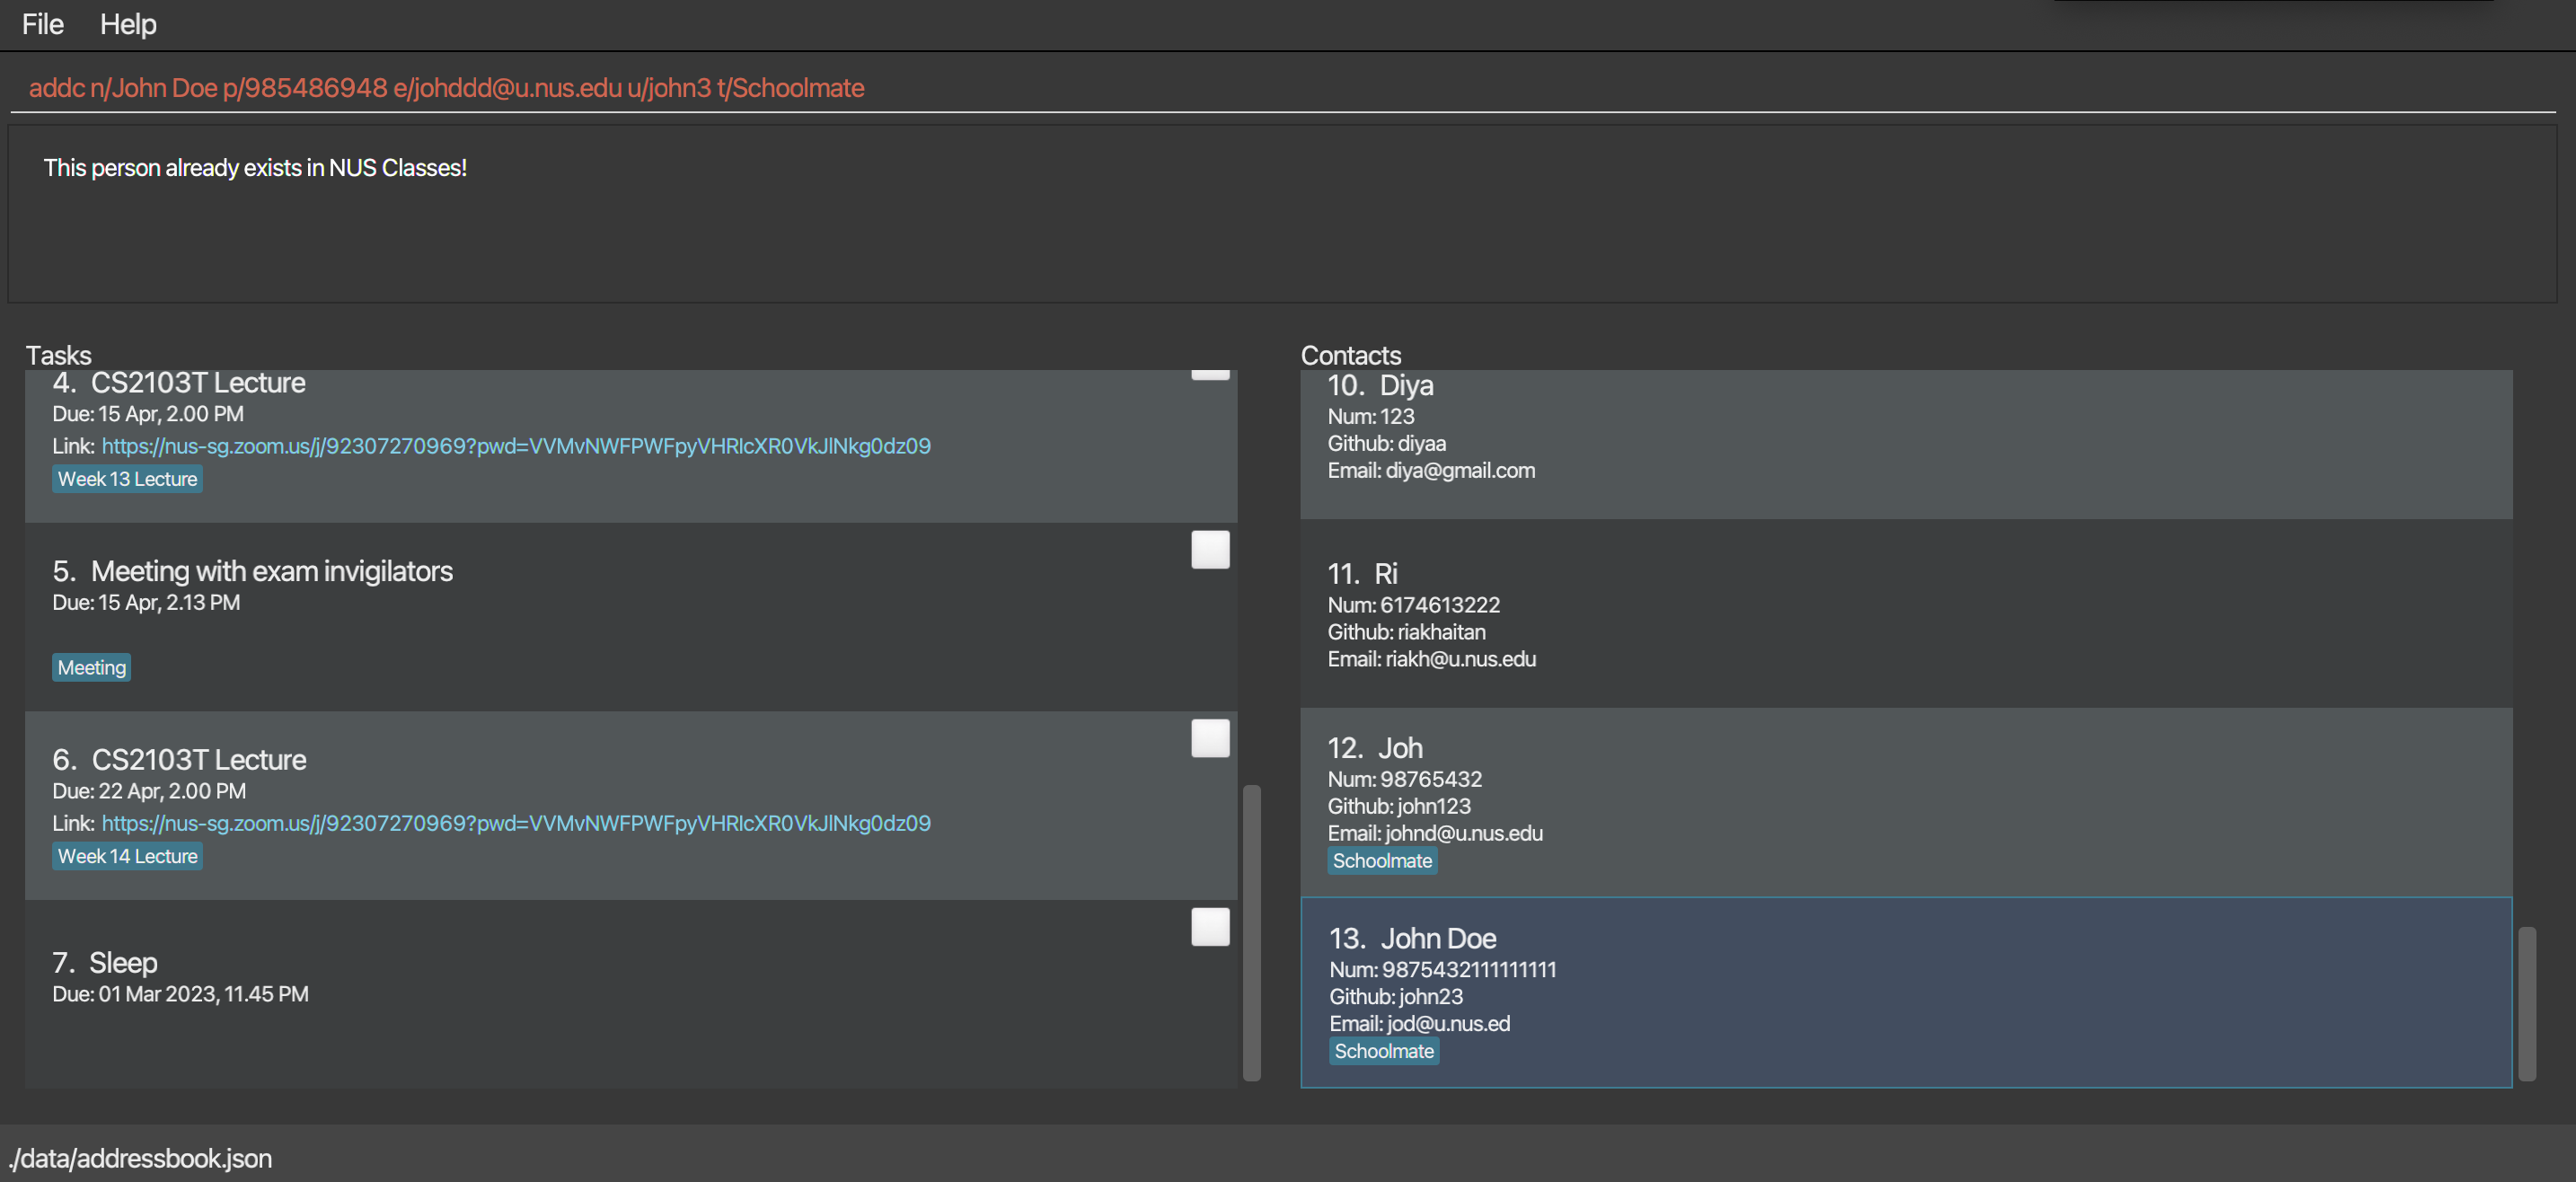 File Help
addc n/John Doe p/985486948 e/johddd@u.nus.edu u/john3 t/Schoolmate
This person already exists in NUS Classes!
Tasks
4. CS2103T Lecture
Due: 15 Apr, 2.00 PM
Link: https://nus-sg.zoom.us/j/92307270969?pwd=VVMvNWFPWFpyVHRlcXR0VkJlNkg0dz09
Week 13 Lecture
5. Meeting with exam invigilators
Due: 15 Apr, 2.13 PM
Meeting
6. CS2103T Lecture
Due: 22 Apr, 2.00 PM
Link: https://nus-sg.zoom.us/j/92307270969?pwd=VVMvNWFPWFpyVHRlcXR0VkJlNkg0dz09
Week 14 Lecture
7. Sleep
Due: 01 Mar 2023, 11.45 PM
Contacts
10. Diya
Num: 123
Github: diyaa
Email: diya@gmail.com
11. Ri
Num: 6174613222
Github: riakhaitan
Email: riakh@u.nus.edu
12. Joh
Num: 98765432
Github: john123
Email: johnd@u.nus.edu
Schoolmate
13. John Doe
Num: 9875432111111111
Github: john23
Email: jod@u.nus.ed
Schoolmate
./data/addressbook.json